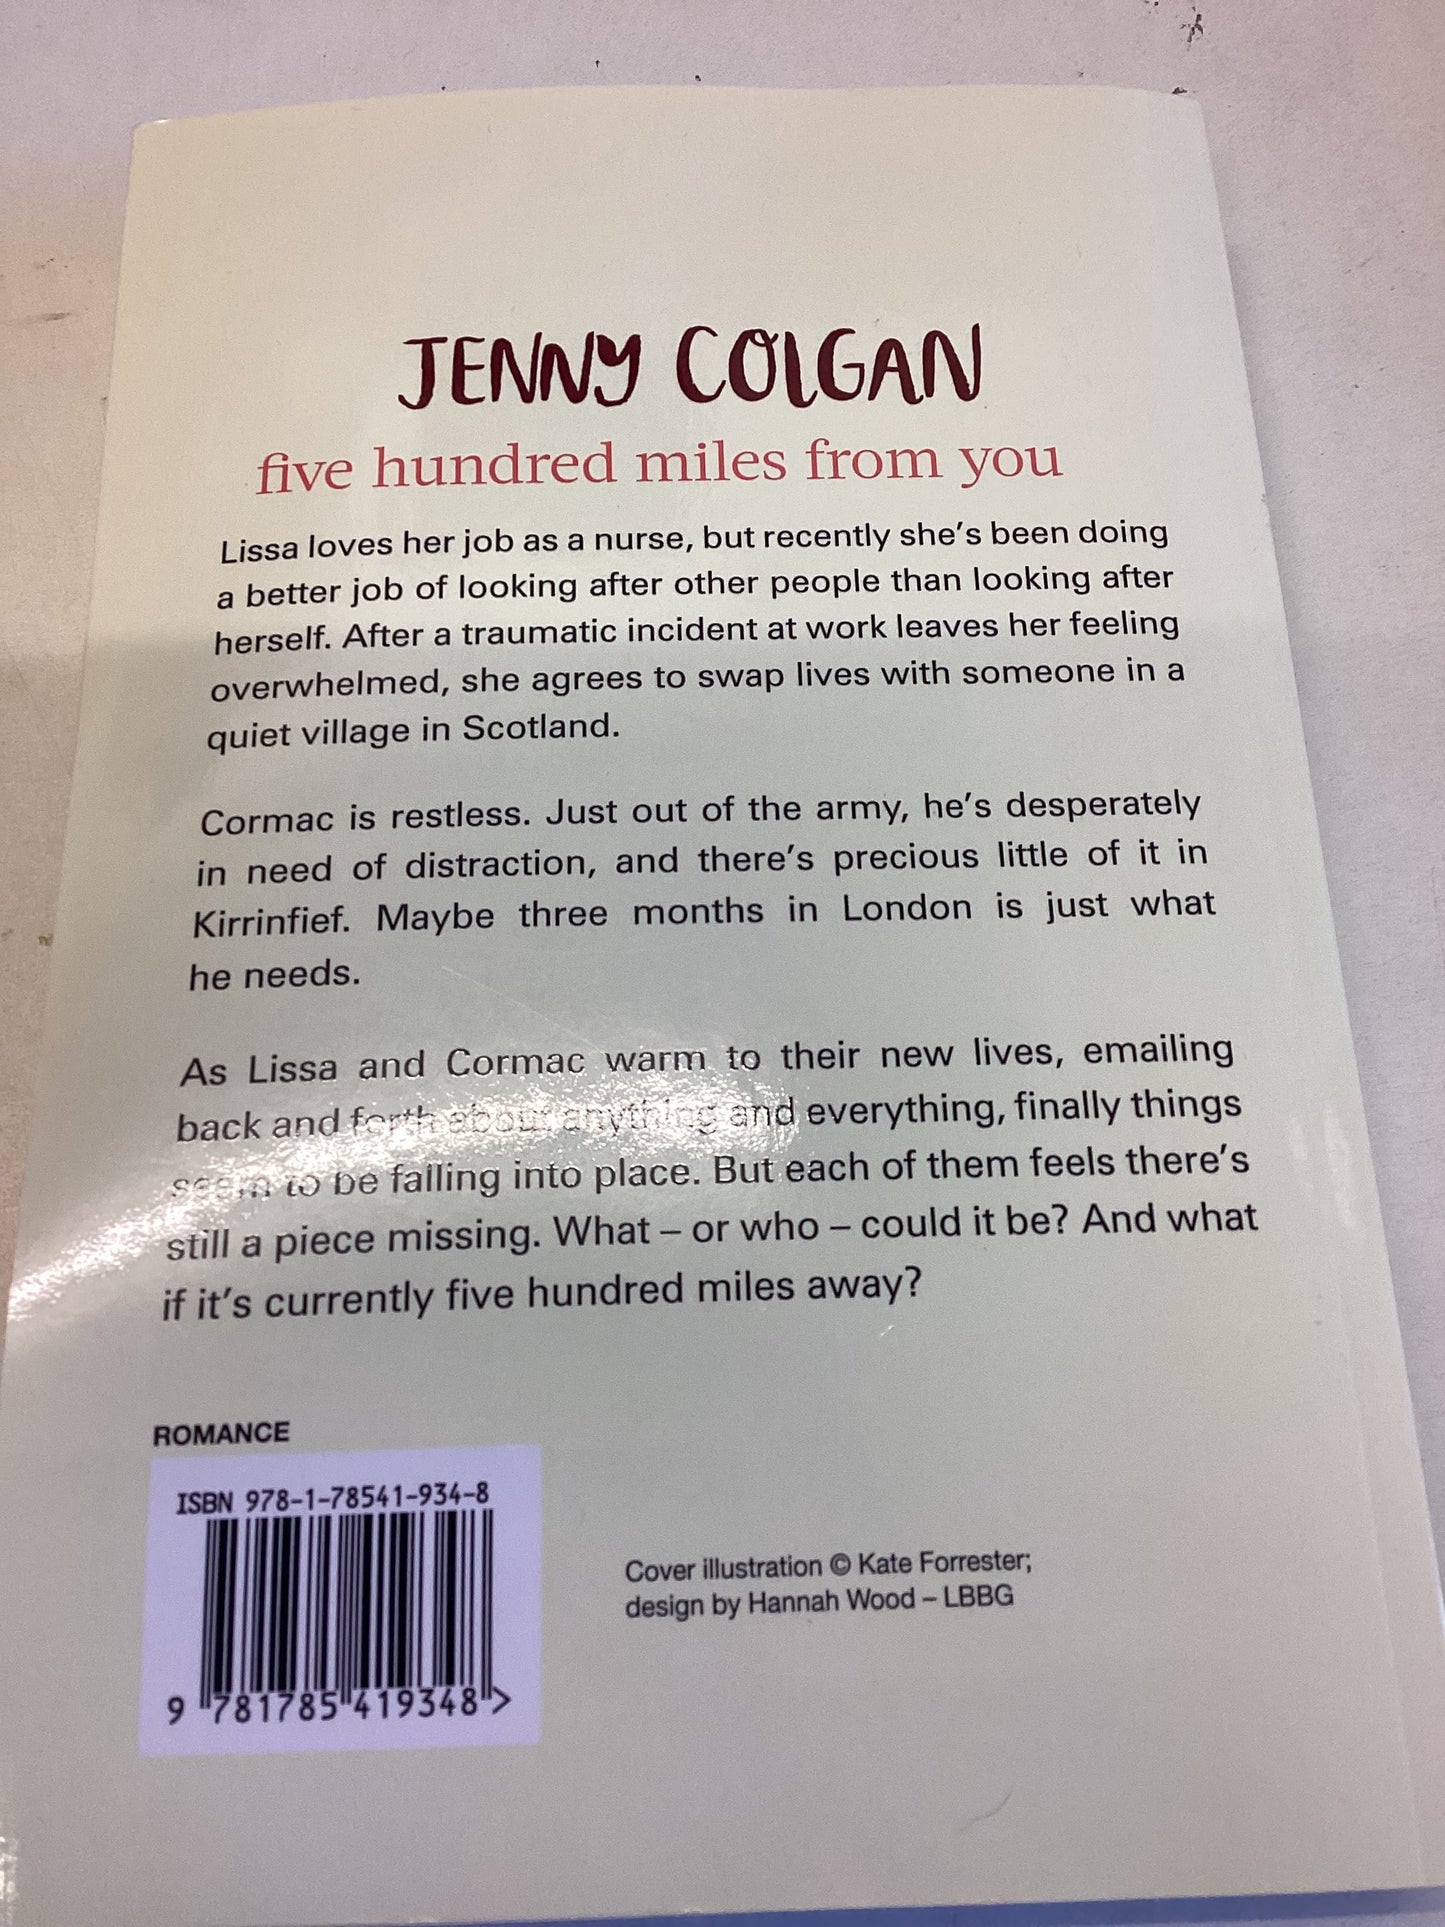 JENNY COLGAN
five hundred miles from you
Lissa loves her job as a nurse, but recently she's been doing
a better job of looking after other people than looking after
herself. After a traumatic incident at work leaves her feeling
overwhelmed, she agrees to swap lives with someone in a
quiet village in Scotland.
Cormac is restless. Just out of the army, he's desperately
in need of distraction, and there's precious little of it in
Kirrinfief. Maybe three months in London is just what
he needs.
As Lissa and Cormac warm to their new lives, emailing
back and forth about anything and everything, finally things
seem to be falling into place. But each of them feels there's
still a piece missing. What – or who – could it be? And what
if it's currently five hundred miles away?
ROMANCE
ISBN 978-1-78541-934-8
9 781785 419348 >
Cover illustration © Kate Forrester;
design by Hannah Wood – LBBG